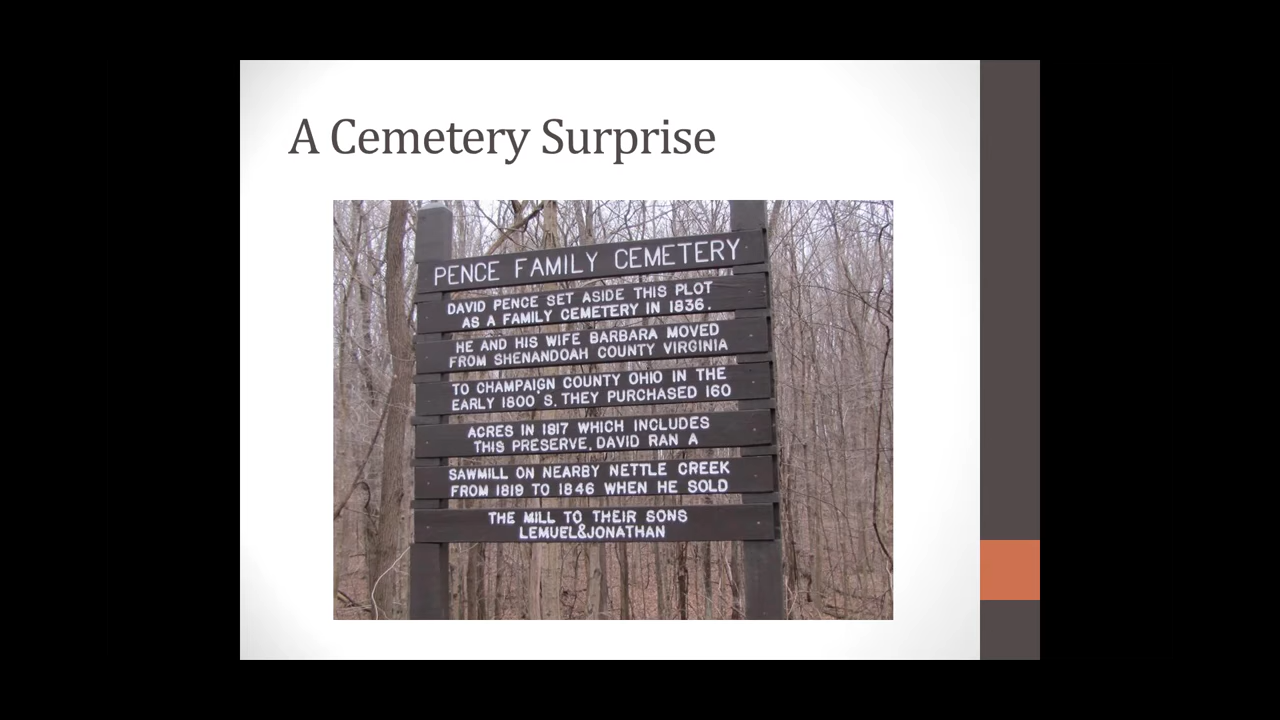 A Cemetery Surprise
PENCE FAMILY CEMETERY
DAVID PENCE SET ASIDE THIS PLOT
AS A FAMILY CEMETERY IN 1836.
HE AND HIS WIFE BARBARA MOVED
FROM SHENANDOAH COUNTY VIRGINIA
TO CHAMPAIGN COUNTY OHIO IN THE
EARLY 1800'S. THEY PURCHASED 160
ACRES IN 1817 WHICH INCLUDES
THIS PRESERVE. DAVID RAN A
SAWMILL ON NEARBY NETTLE CREEK
FROM 1819 TO 1846 WHEN HE SOLD
THE MILL TO THEIR SONS
LEMUEL&JONATHAN